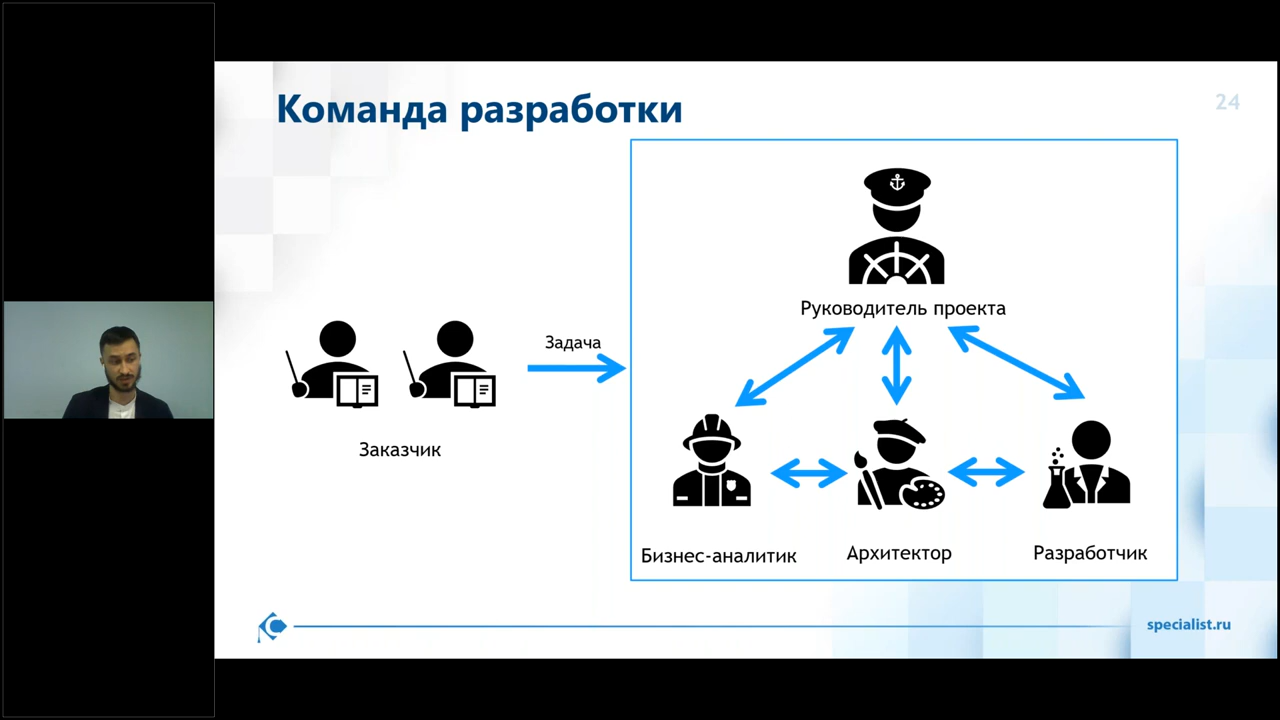 Команда разработки
24
Руководитель проекта
Задача
Заказчик
Бизнес-аналитик
Архитектор
Разработчик
specialist.ru